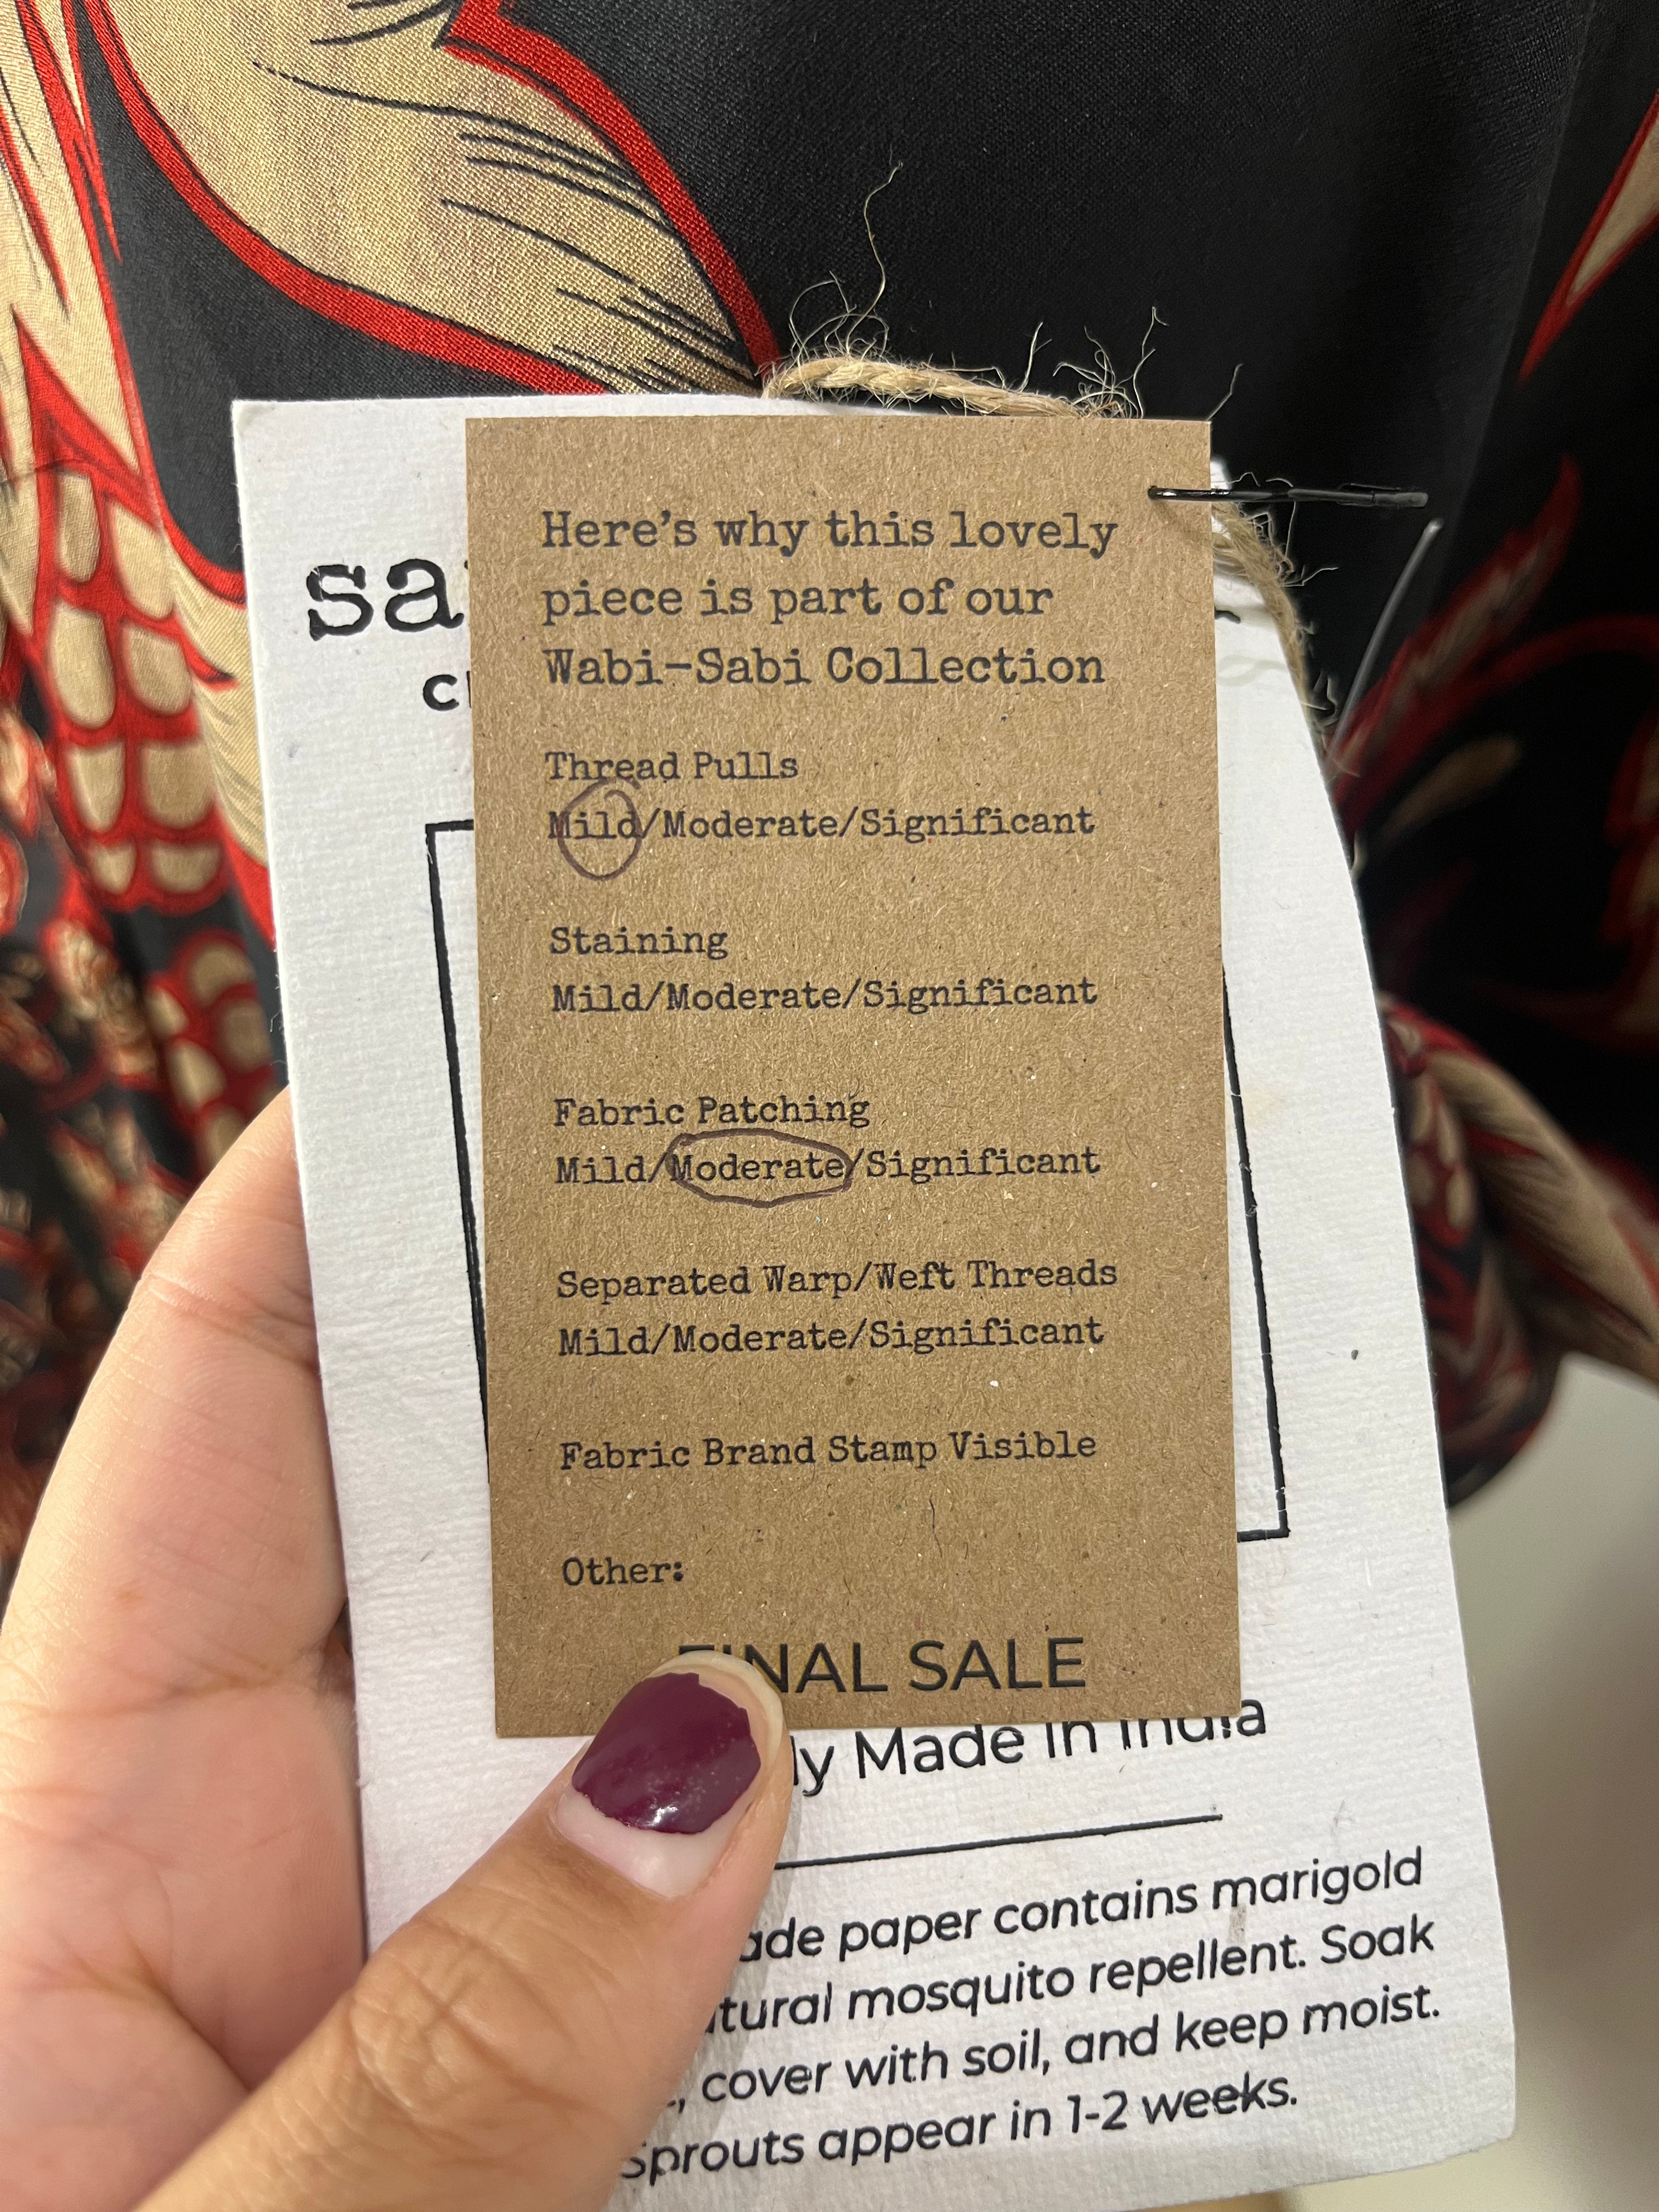 Here's why this lovely
piece is part of our
Wabi-Sabi Collection
Thread Pulls
Mild/Moderate/Significant
Staining
Mild/Moderate/Significant
Fabric Patching
Mild/Moderate/Significant
Separated Warp/Weft Threads
Mild/Moderate/Significant
Fabric Brand Stamp Visible
Other:
FINAL SALE
Made in India
paper contains marigold
mosquito repellent. Soak
cover with soil, and keep moist.
Sprouts appear in 1-2 weeks.